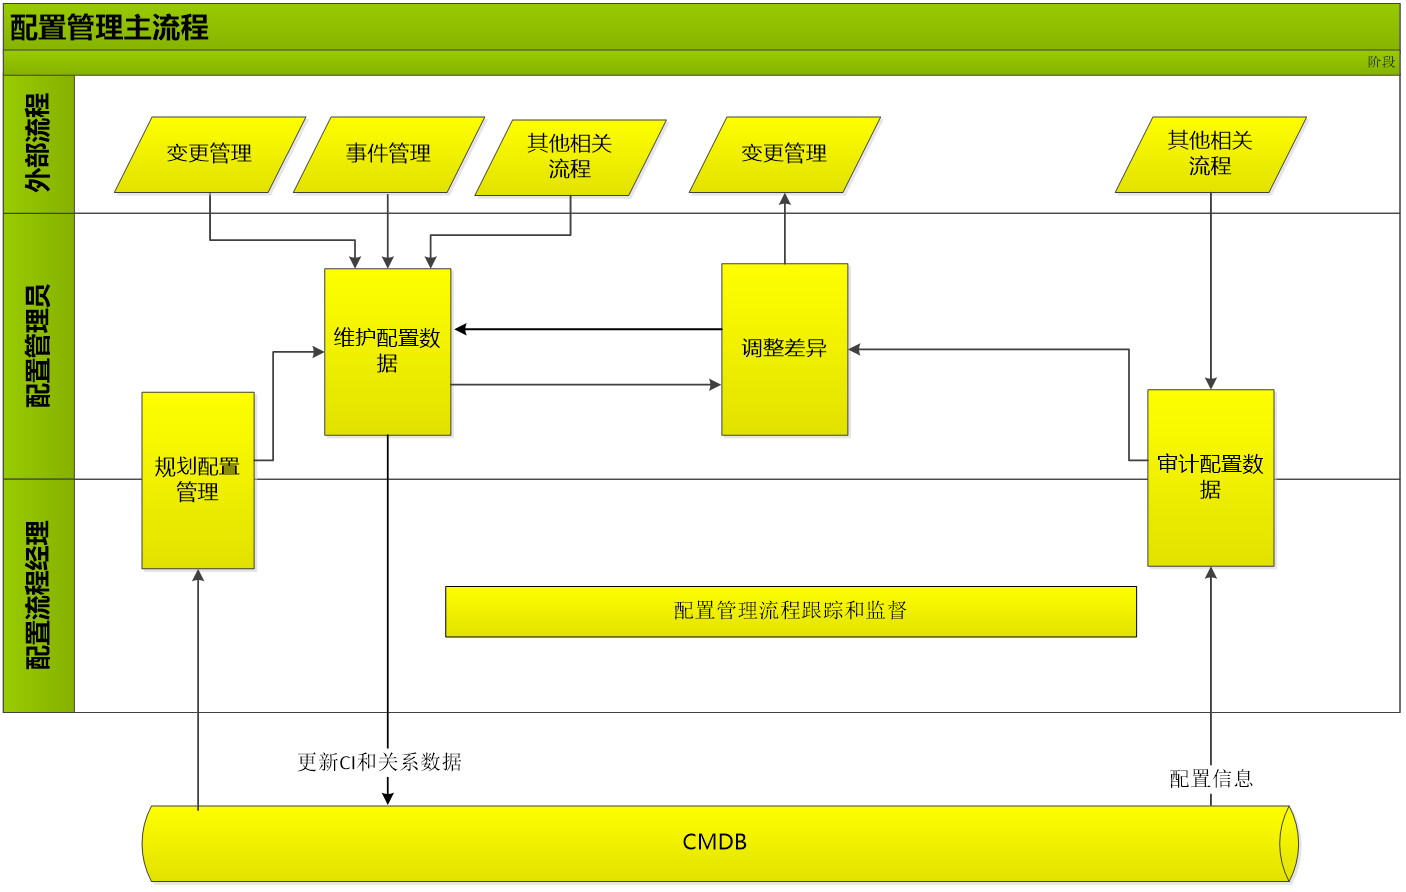 配置管理主流程
阶段
外部流程
变更管理
事件管理
其他相关
流程
变更管理
其他相关
流程
配置管理员
维护配置数
据
调整差异
规划配置
管理
审计配置数
据
配置流程经理
配置管理流程跟踪和监督
更新CI和关系数据
配置信息
CMDB